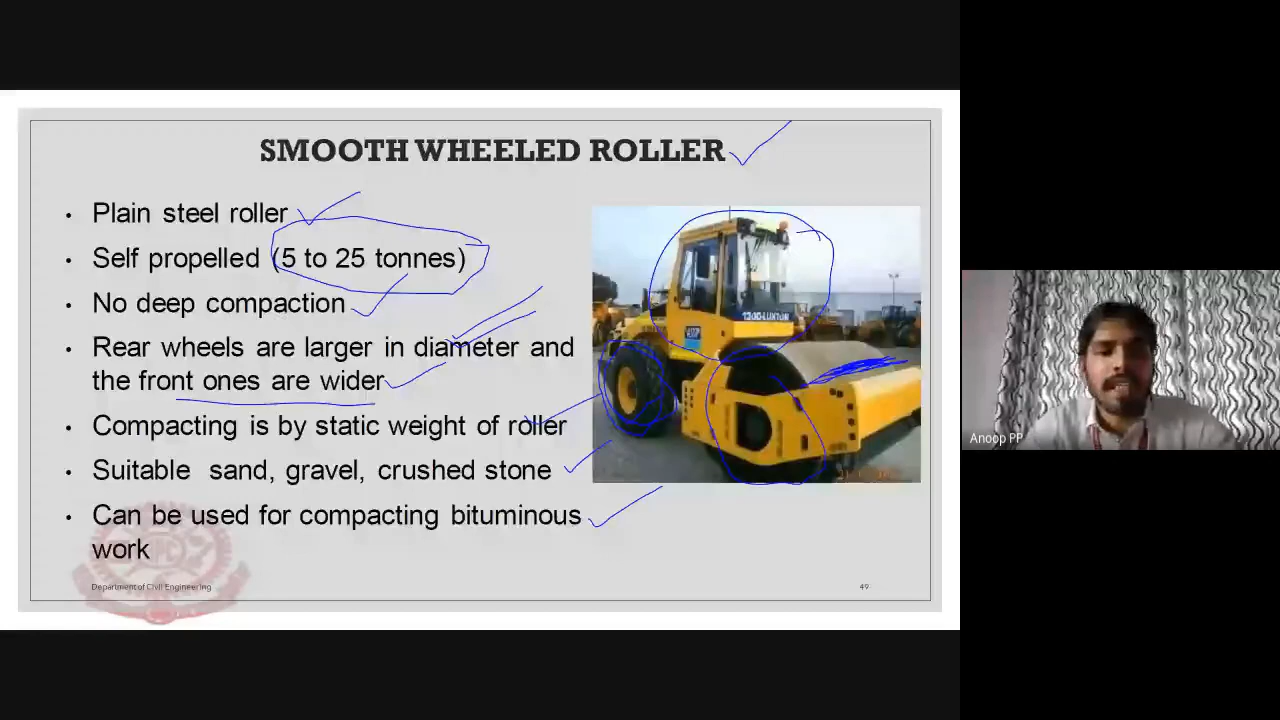 SMOOTH WHEELED ROLLER
• Plain steel roller
• Self propelled (5 to 25 tonnes)
• No deep compaction
• Rear wheels are larger in diameter and
the front ones are wider
• Compacting is by static weight of roller
• Suitable sand, gravel, crushed stone
• Can be used for compacting bituminous
work
Department of Civil Engineering
49
Anoop PP